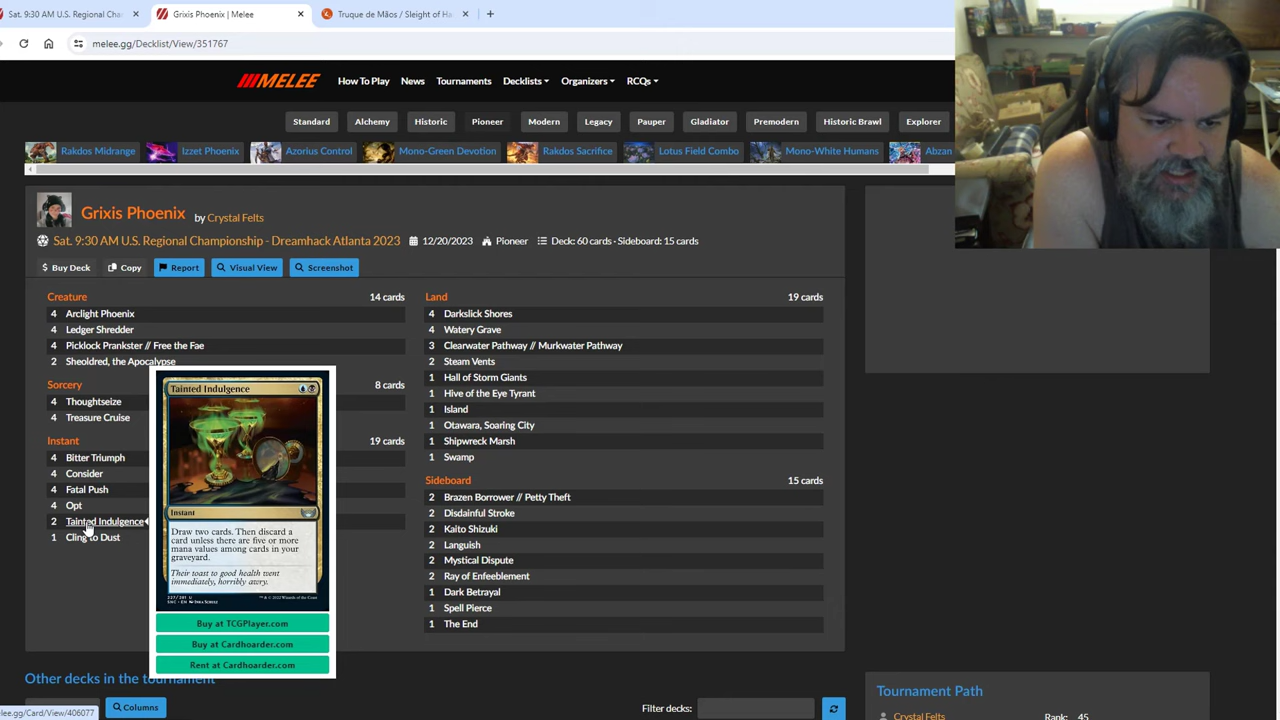 Sat. 9:30 AM U.S. Regional Cha
Grixis Phoenix | Melee
Truque de Mãos / Sleight of Ha
melee.gg/Decklist/View/351767
MELEE
How To Play
News
Tournaments
Decklists
Organizers
RCQs
Standard
Alchemy
Historic
Pioneer
Modern
Legacy
Pauper
Gladiator
Premodern
Historic Brawl
Explorer
Rakdos Midrange
Izzet Phoenix
Azorius Control
Mono-Green Devotion
Rakdos Sacrifice
Lotus Field Combo
Mono-White Humans
Abzan
Grixis Phoenix by Crystal Felts
Sat. 9:30 AM U.S. Regional Championship - Dreamhack Atlanta 2023 12/20/2023 Pioneer Deck: 60 cards - Sideboard: 15 cards
$ Buy Deck
Copy
Report
Visual View
Screenshot
Creature 14 cards
4 Arclight Phoenix
4 Ledger Shredder
4 Picklock Prankster // Free the Fae
2 Sheoldred, the Apocalypse
Sorcery 8 cards
4 Thoughtseize
4 Treasure Cruise
Instant 19 cards
4 Bitter Triumph
4 Consider
4 Fatal Push
4 Opt
2 Tainted Indulgence
1 Cling to Dust
Tainted Indulgence
Instant
Draw two cards. Then discard a
card unless there are five or more
mana values among cards in your
graveyard.
Their toast to good health went
immediately, horribly awry.
Buy at TCGPlayer.com
Buy at Cardhoarder.com
Rent at Cardhoarder.com
Land 19 cards
4 Darkslick Shores
4 Watery Grave
3 Clearwater Pathway // Murkwater Pathway
2 Steam Vents
1 Hall of Storm Giants
1 Hive of the Eye Tyrant
1 Island
1 Otawara, Soaring City
1 Shipwreck Marsh
1 Swamp
Sideboard 15 cards
2 Brazen Borrower // Petty Theft
2 Disdainful Stroke
2 Kaito Shizuki
2 Languish
2 Mystical Dispute
2 Ray of Enfeeblement
1 Dark Betrayal
1 Spell Pierce
1 The End
Other decks in the tournament
Columns
Filter decks:
Tournament Path
Crystal Felts
Rank: 45
lee.gg/Card/View/406077